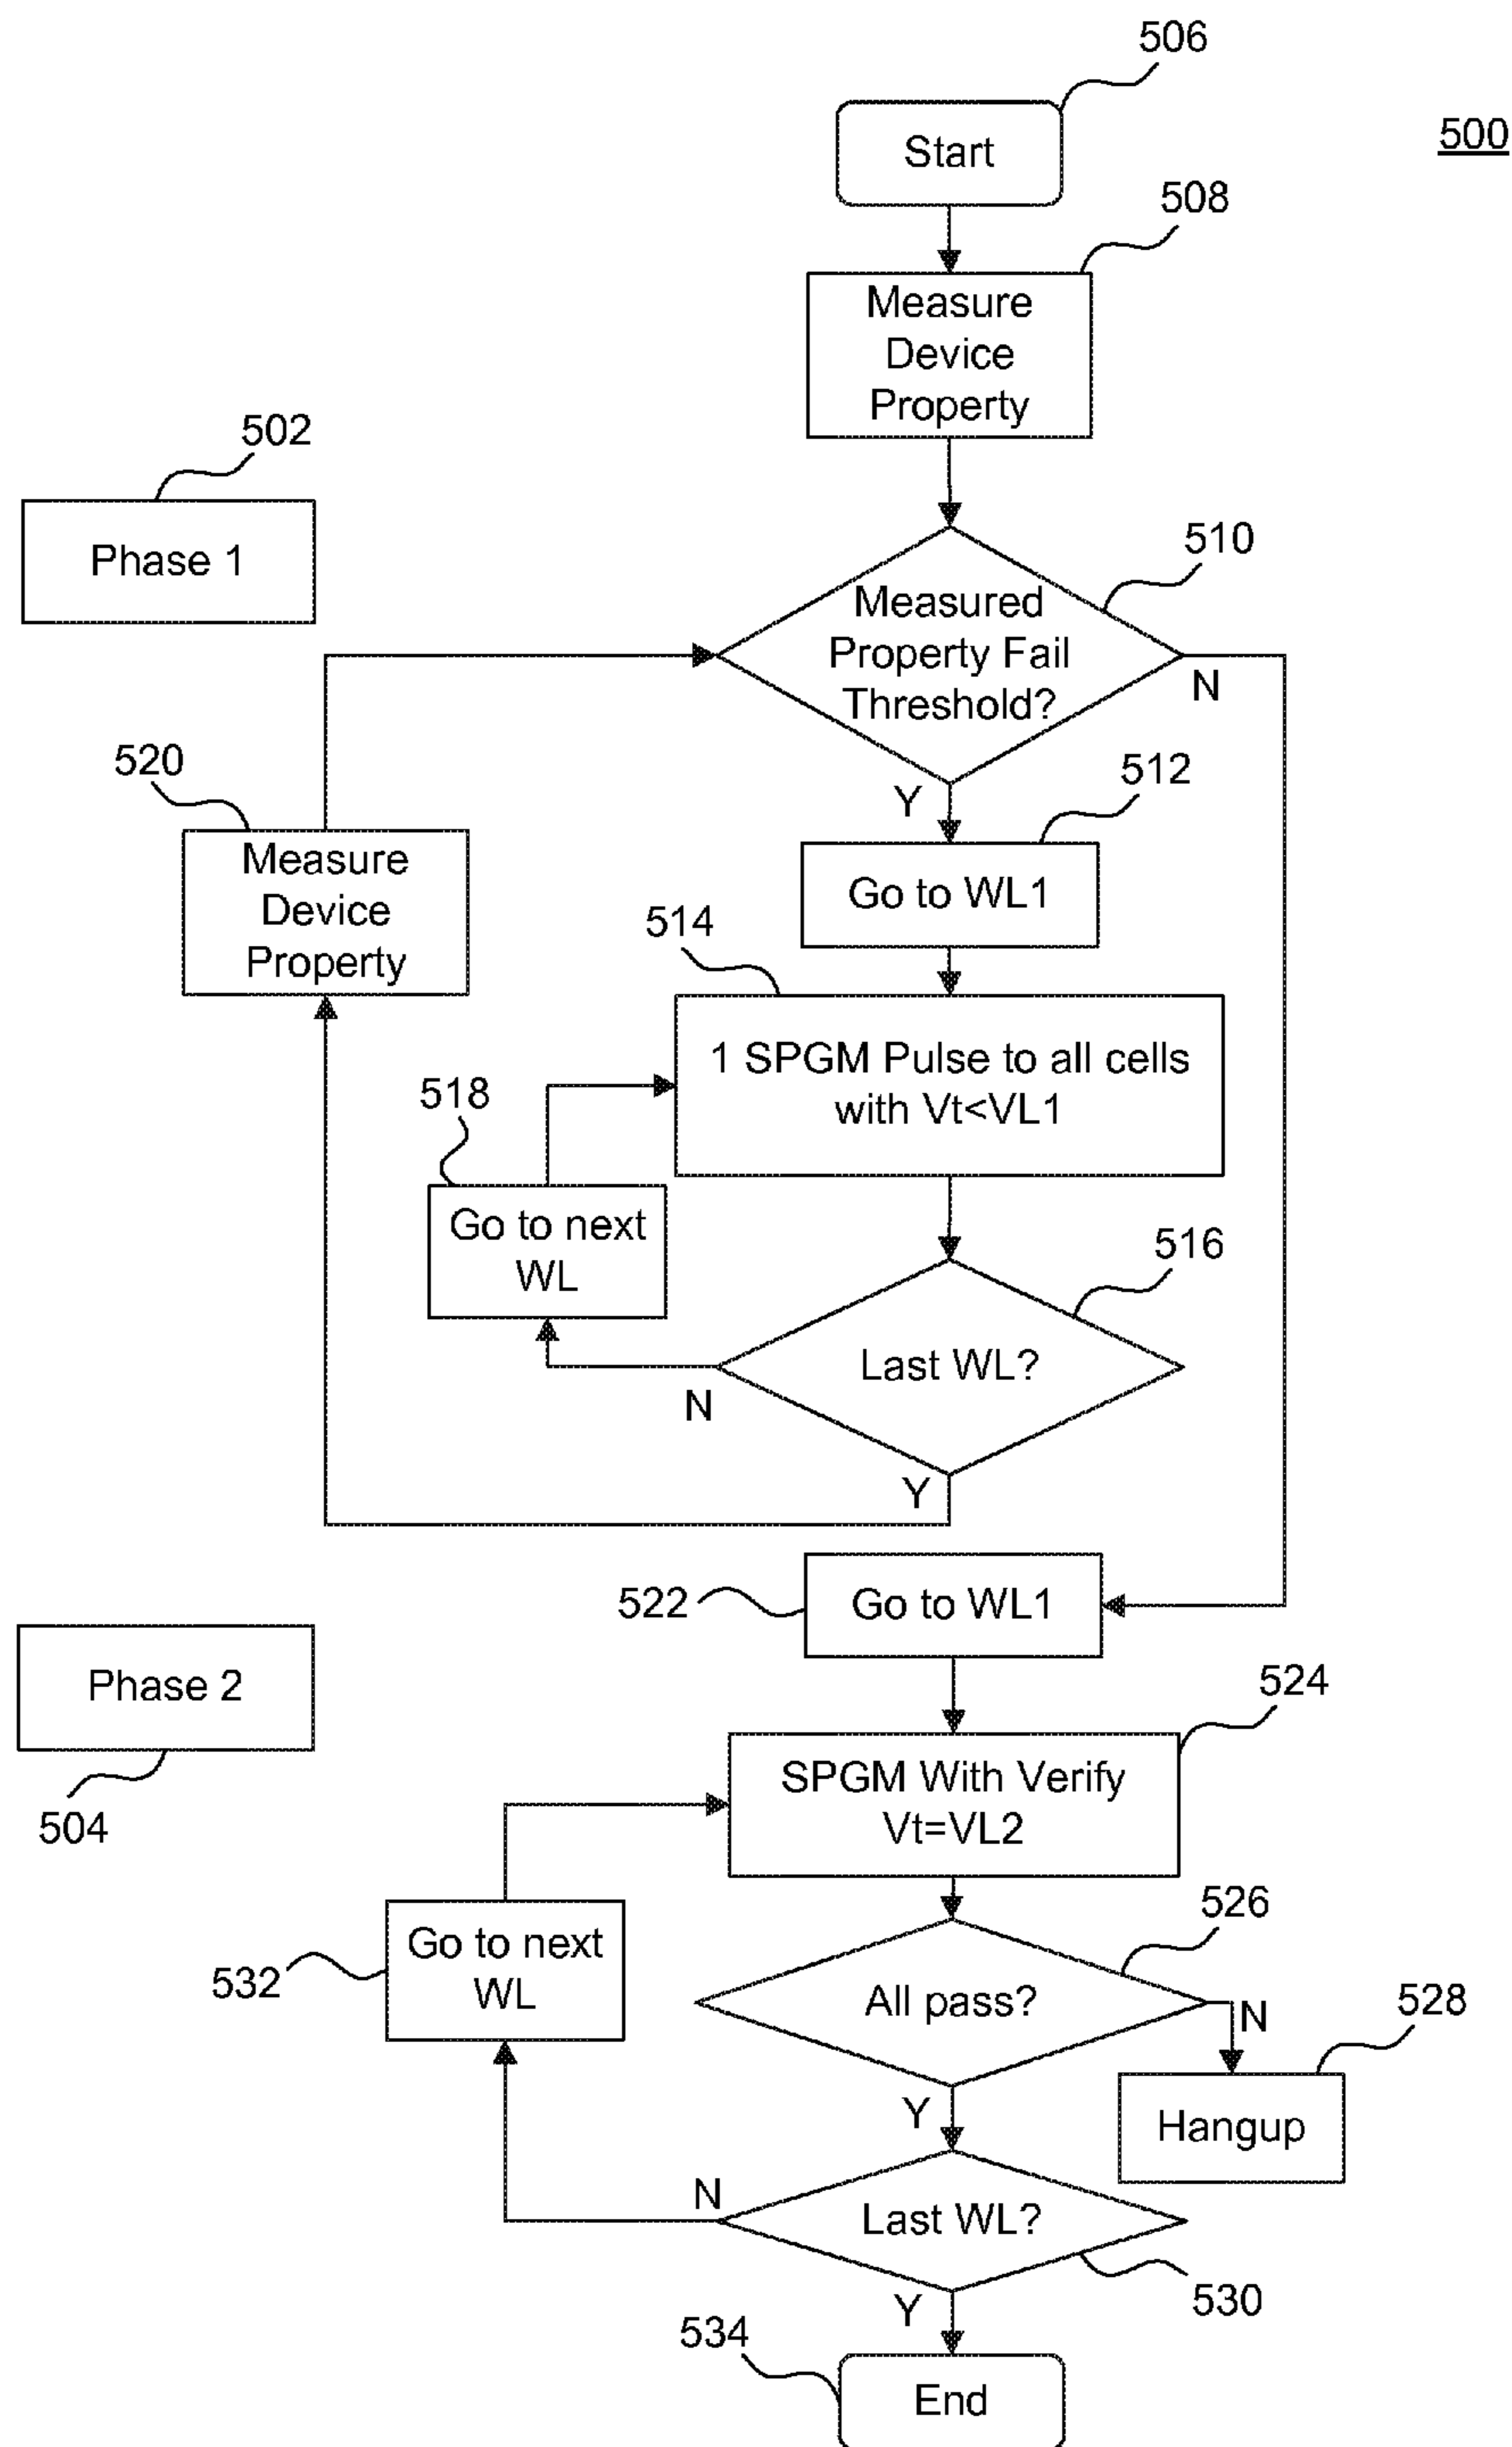 506
Start
500
508
Measure
Device
Property
502
Phase 1
510
Measured
Property Fail
Threshold?
N
520
Measure
Device
Property
Y
512
Go to WL1
514
1 SPGM Pulse to all cells
with Vt<VL1
518
Go to next
WL
516
Last WL?
N
Y
522
Go to WL1
Phase 2
504
524
SPGM With Verify
Vt=VL2
526
532
Go to next
WL
All pass?
N
528
Hangup
Y
N
Last WL?
530
Y
534
End